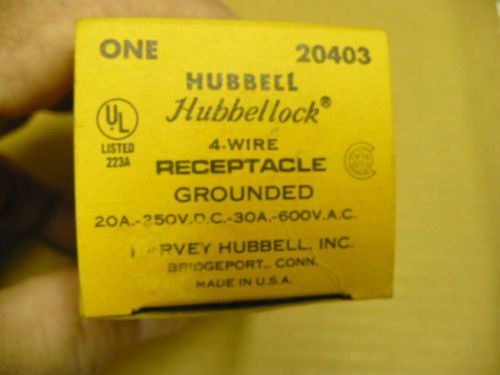 ONE 20403
HUBBELL
Hubbellock®
UL
LISTED
223A
4-WIRE
RECEPTACLE
GROUNDED
20A.-250V.D.C.-30A.-600V.A.C.
HARVEY HUBBELL, INC.
BRIDGEPORT, CONN.
MADE IN U.S.A.